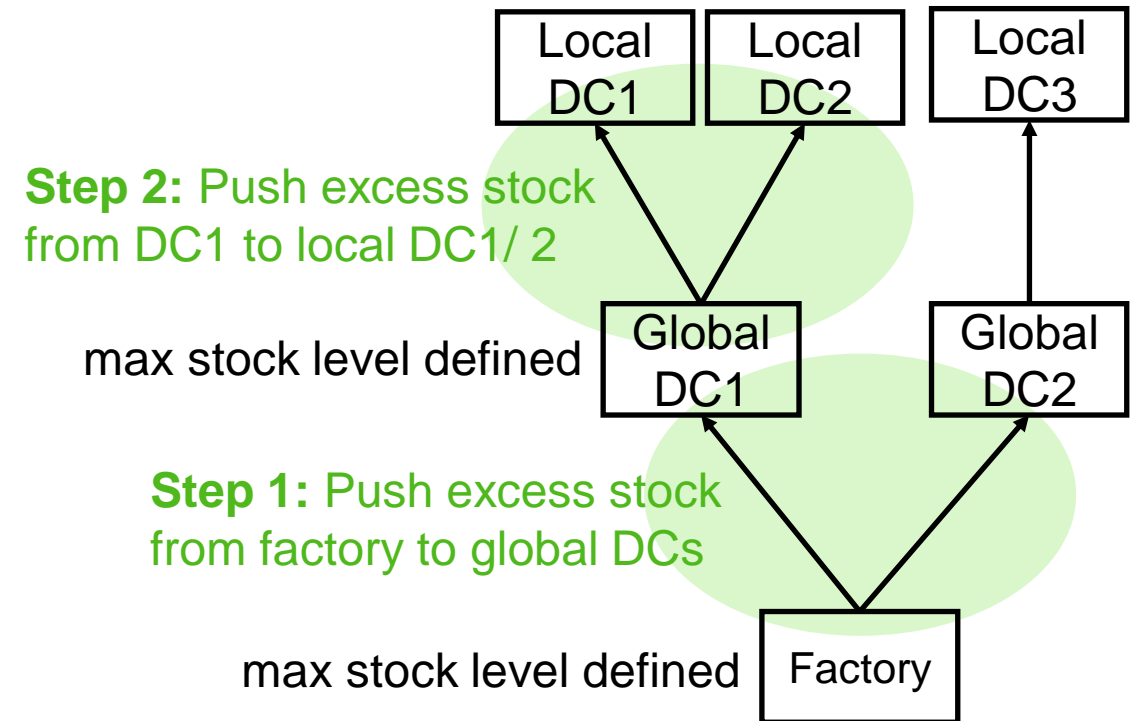 Local
DC1
Local
DC2
Local
DC3
Step 2: Push excess stock
from DC1 to local DC1/ 2
max stock level defined
Global
DC1
Global
DC2
Step 1: Push excess stock
from factory to global DCs
max stock level defined
Factory